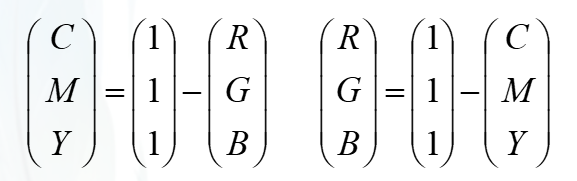 C 1 R R 1 C
M = 1 − G G = 1 − M
Y 1 B B 1 Y